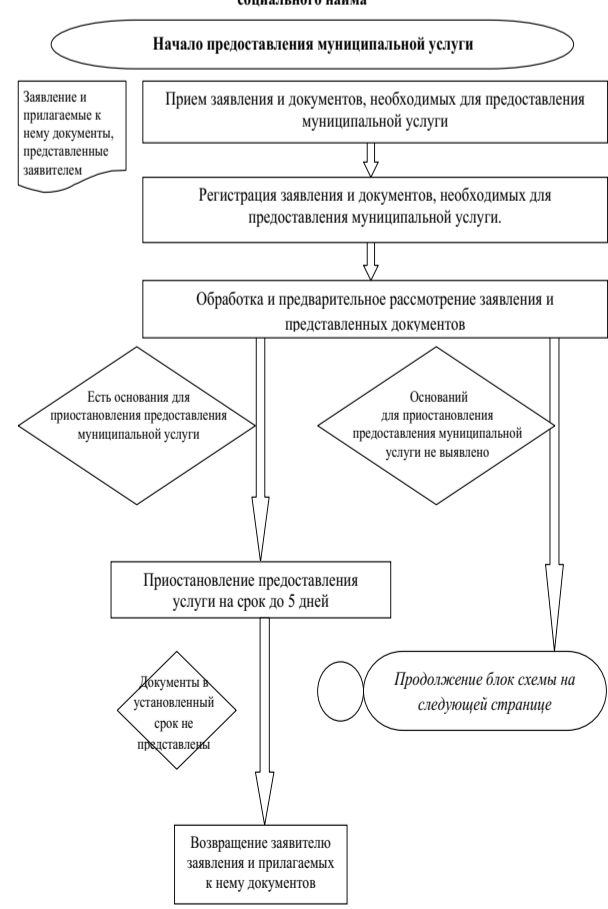 социального найма
Начало предоставления муниципальной услуги
Заявление и
прилагаемые к
нему документы,
представленные
заявителем
Прием заявления и документов, необходимых для предоставления
муниципальной услуги
Регистрация заявления и документов, необходимых для
предоставления муниципальной услуги.
Обработка и предварительное рассмотрение заявления и
представленных документов
Есть основания для
приостановления предоставления
муниципальной услуги
Оснований
для приостановления
предоставления муниципальной
услуги не выявлено
Приостановление предоставления
услуги на срок до 5 дней
Документы в
установленный
срок не
представлены
Продолжение блок схемы на
следующей странице
Возвращение заявителю
заявления и прилагаемых
к нему документов